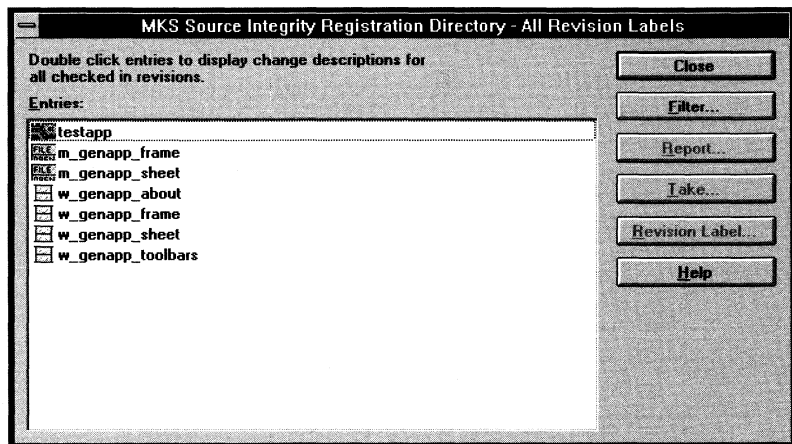 MKS Source Integrity Registration Directory - All Revision Labels
Double click entries to display change descriptions for
all checked in revisions.
Entries:
testapp
m_genapp_frame
m_genapp_sheet
w_genapp_about
w_genapp_frame
w_genapp_sheet
w_genapp_toolbars
Close
Filter...
Report...
Take...
Revision Label...
Help